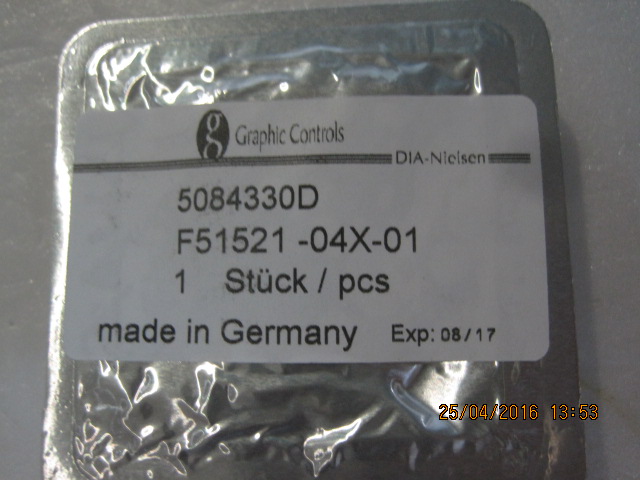 g Graphic Controls
DIA-Nielsen
5084330D
F51521 -04X-01
1 Stück / pcs
made in Germany Exp: 08/17
25/04/2016 13:53